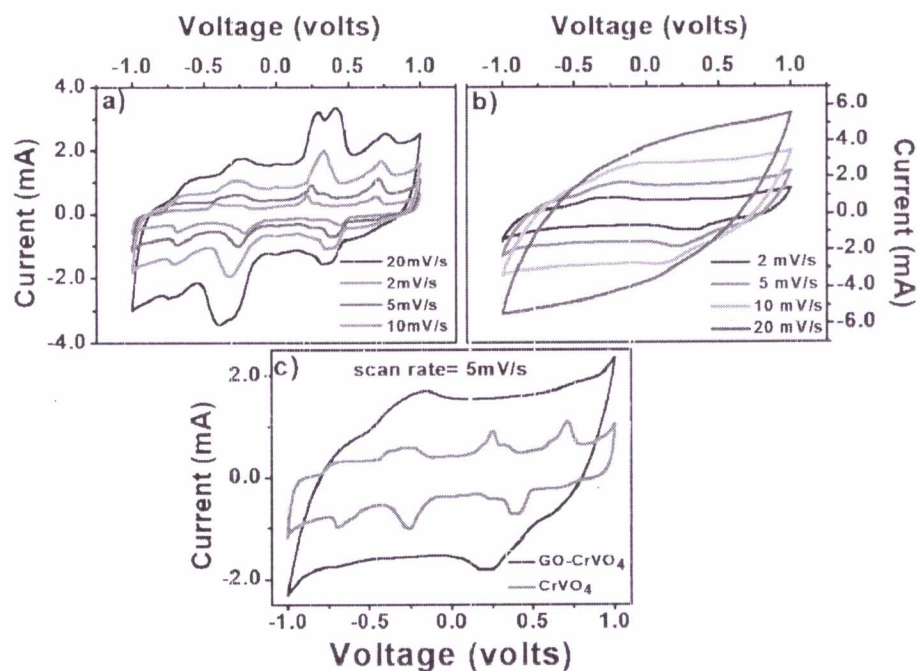 Voltage (volts)
-1.0 -0.5 0.0 0.5 1.0
a)
4.0
2.0
0.0
-2.0
-4.0
Current (mA)
20mV/s
2mV/s
5mV/s
10mV/s
Voltage (volts)
-1.0 -0.5 0.0 0.5 1.0
b)
6.0
4.0
2.0
0.0
-2.0
-4.0
-6.0
Current (mA)
2 mV/s
5 mV/s
10 mV/s
20 mV/s
c) scan rate= 5mV/s
2.0
0.0
-2.0
Current (mA)
GO-CrVO4
CrVO4
-1.0 -0.5 0.0 0.5 1.0
Voltage (volts)